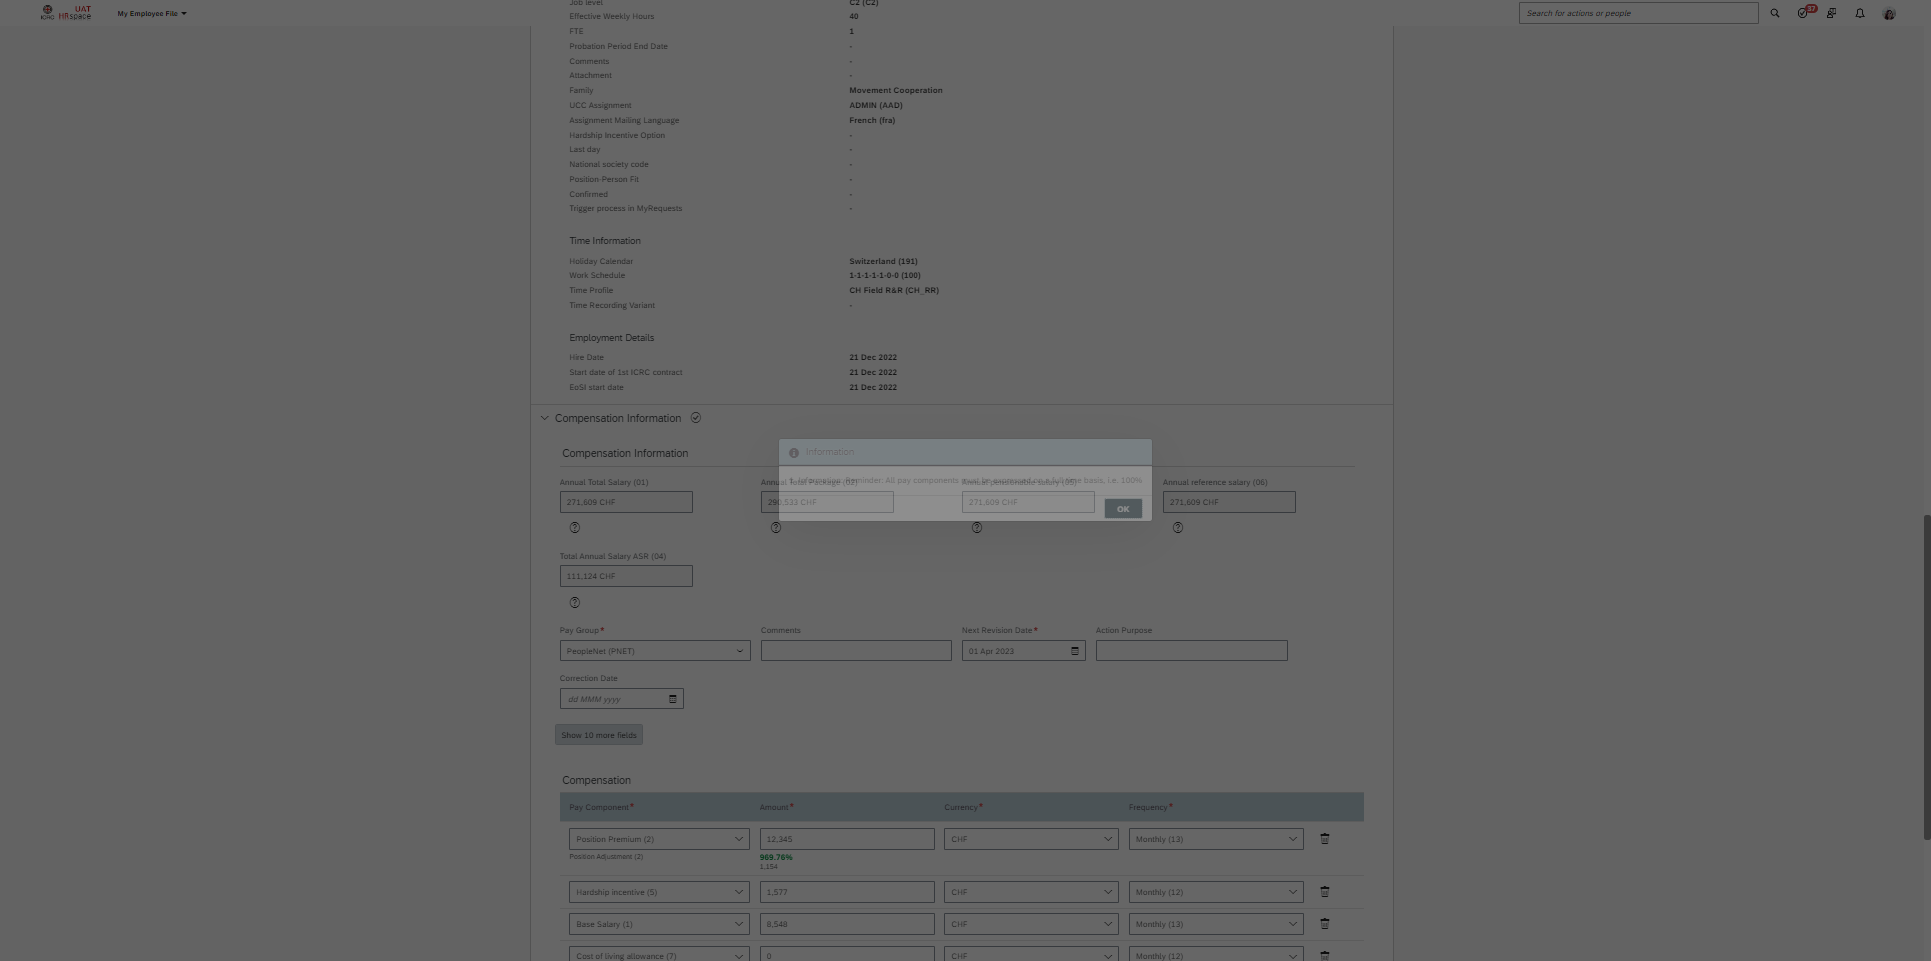 ICRC UAT HRspace My Employee File Search for actions or people 37
Job level C2 (C2)
Effective Weekly Hours 40
FTE 1
Probation Period End Date -
Comments -
Attachment -
Family Movement Cooperation
UCC Assignment ADMIN (AAD)
Assignment Mailing Language French (fra)
Hardship Incentive Option -
Last day -
National society code -
Position-Person Fit -
Confirmed -
Trigger process in MyRequests -
Time Information
Holiday Calendar Switzerland (191)
Work Schedule 1-1-1-1-1-0-0 (100)
Time Profile CH Field R&R (CH_RR)
Time Recording Variant -
Employment Details
Hire Date 21 Dec 2022
Start date of 1st ICRC contract 21 Dec 2022
EoSI start date 21 Dec 2022
Compensation Information
Information
Compensation Information
Information: Reminder: All pay components must be expressed on a full-time basis, i.e. 100%
Annual Total Salary (01) Annual Total Package (02) Annual pensionable salary (05) Annual reference salary (06)
271,609 CHF 290,533 CHF 271,609 CHF 271,609 CHF
OK
Total Annual Salary ASR (04)
111,124 CHF
Pay Group* Comments Next Revision Date* Action Purpose
PeopleNet (PNET) 01 Apr 2023
Correction Date
dd MMM yyyy
Show 10 more fields
Compensation
Pay Component* Amount* Currency* Frequency*
Position Premium (2) 12,345 CHF Monthly (13)
Position Adjustment (2) 969.76%
1,154
Hardship incentive (5) 1,577 CHF Monthly (12)
Base Salary (1) 8,548 CHF Monthly (13)
Cost of living allowance (7) 0 CHF Monthly (12)